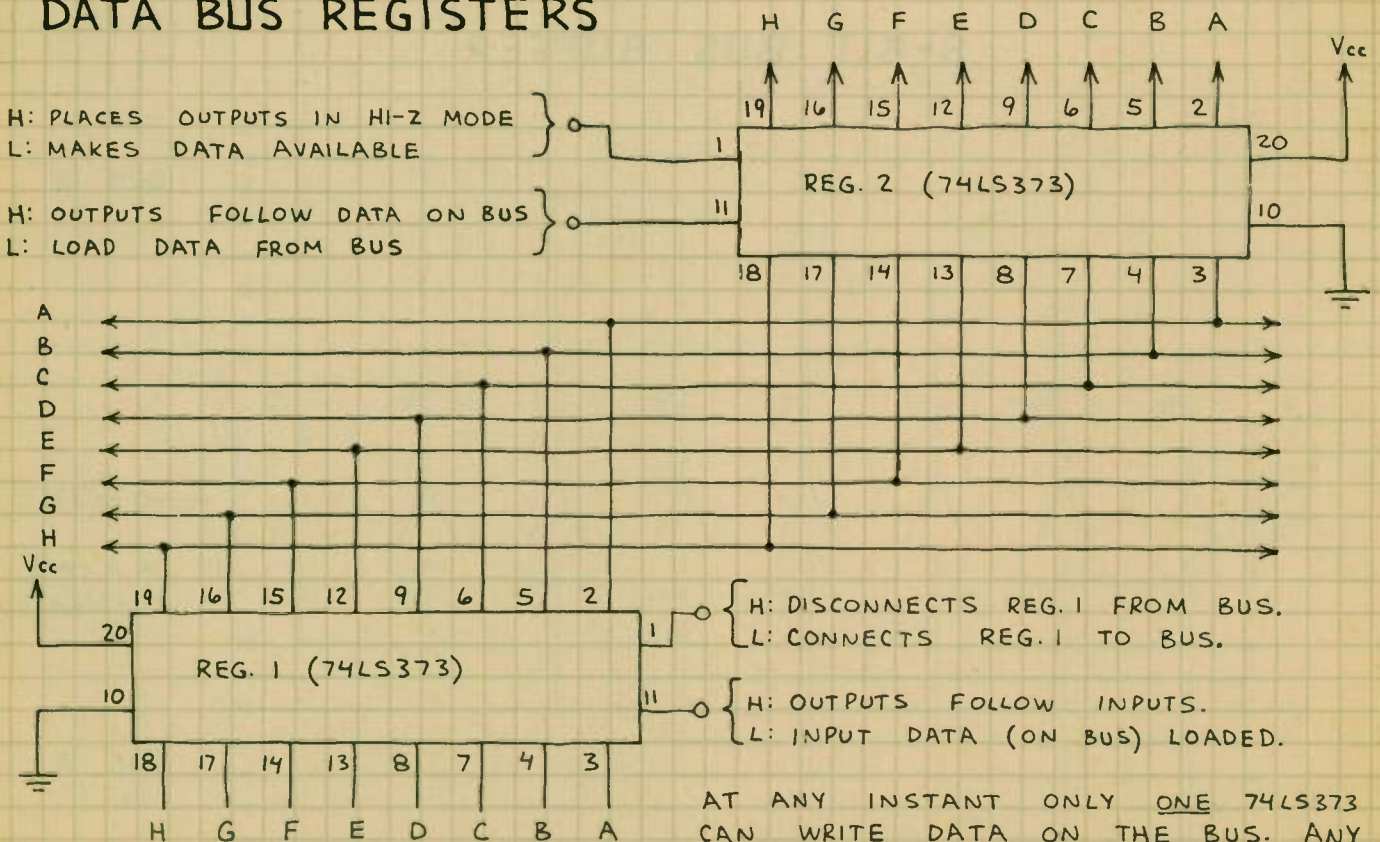 DATA BUS REGISTERS
H G F E D C B A
Vcc
H: PLACES OUTPUTS IN HI-Z MODE
L: MAKES DATA AVAILABLE
19 16 15 12 9 6 5 2
1
20
REG. 2 (74LS373)
H: OUTPUTS FOLLOW DATA ON BUS
L: LOAD DATA FROM BUS
11
10
18 17 14 13 8 7 4 3
A
B
C
D
E
F
G
H
Vcc
19 16 15 12 9 6 5 2
20
1
H: DISCONNECTS REG. 1 FROM BUS.
L: CONNECTS REG. 1 TO BUS.
REG. 1 (74LS373)
10
11
H: OUTPUTS FOLLOW INPUTS.
L: INPUT DATA (ON BUS) LOADED.
18 17 14 13 8 7 4 3
H G F E D C B A
AT ANY INSTANT ONLY ONE 74LS373
CAN WRITE DATA ON THE BUS. ANY